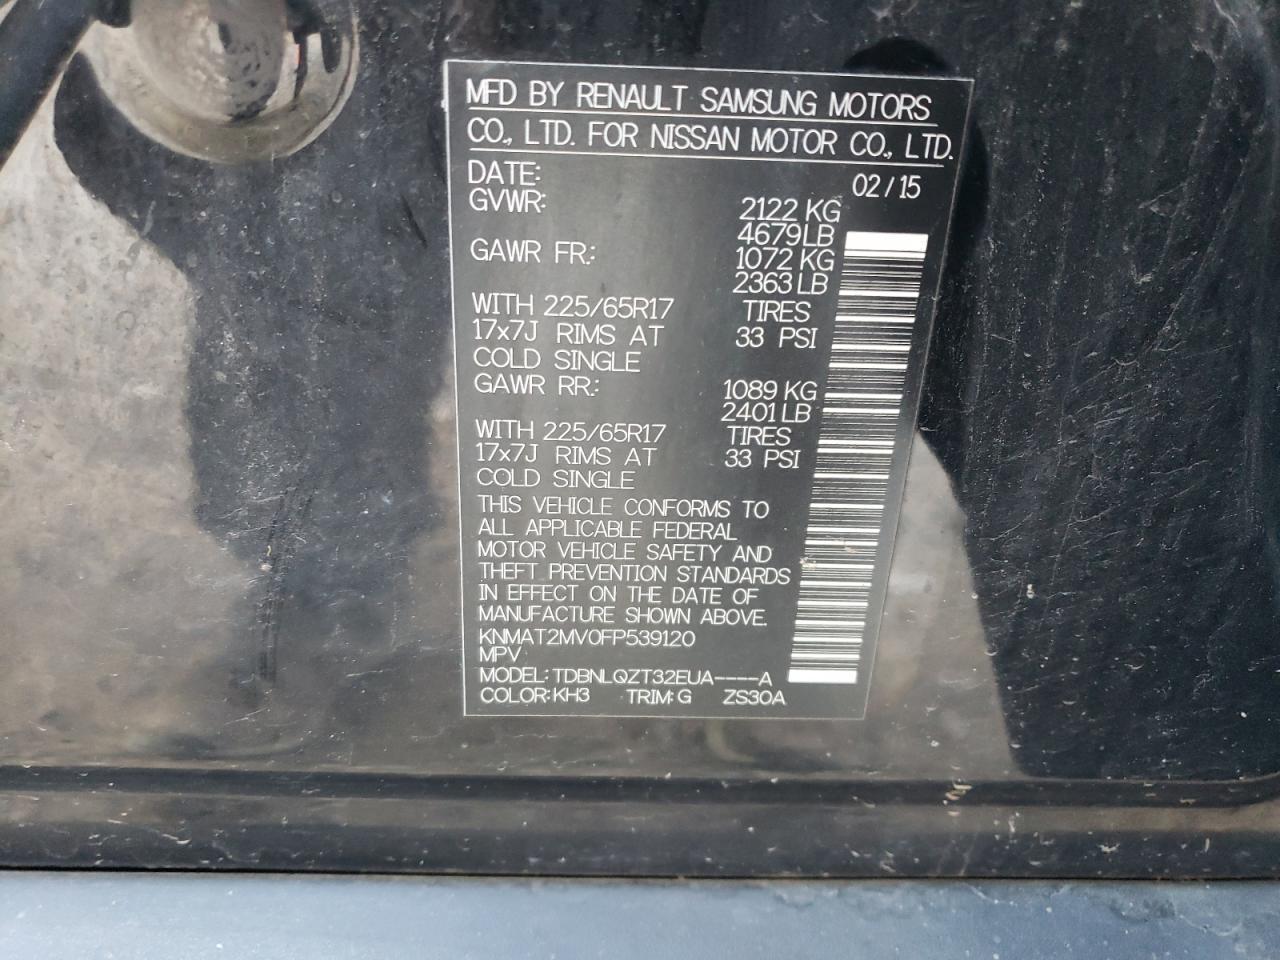 MFD BY RENAULT SAMSUNG MOTORS
CO., LTD. FOR NISSAN MOTOR CO., LTD.
DATE: 02/15
GVWR: 2122 KG
4679 LB
GAWR FR.: 1072 KG
2363 LB
WITH 225/65R17 TIRES
17x7J RIMS AT 33 PSI
COLD SINGLE
GAWR RR.: 1089 KG
2401 LB
WITH 225/65R17 TIRES
17x7J RIMS AT 33 PSI
COLD SINGLE
THIS VEHICLE CONFORMS TO
ALL APPLICABLE FEDERAL
MOTOR VEHICLE SAFETY AND
THEFT PREVENTION STANDARDS
IN EFFECT ON THE DATE OF
MANUFACTURE SHOWN ABOVE.
KNMAT2MV0FP539120
MPV
MODEL: TDBNLQZT32EUA----A
COLOR: KH3 TRIM: G ZS30A